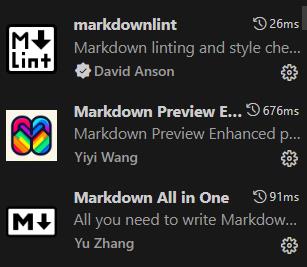 M↓
Lint
markdownlint 26ms
Markdown linting and style che...
David Anson
Markdown Preview E... 676ms
Markdown Preview Enhanced p...
Yiyi Wang
M↓
Markdown All in One 91ms
All you need to write Markdow...
Yu Zhang